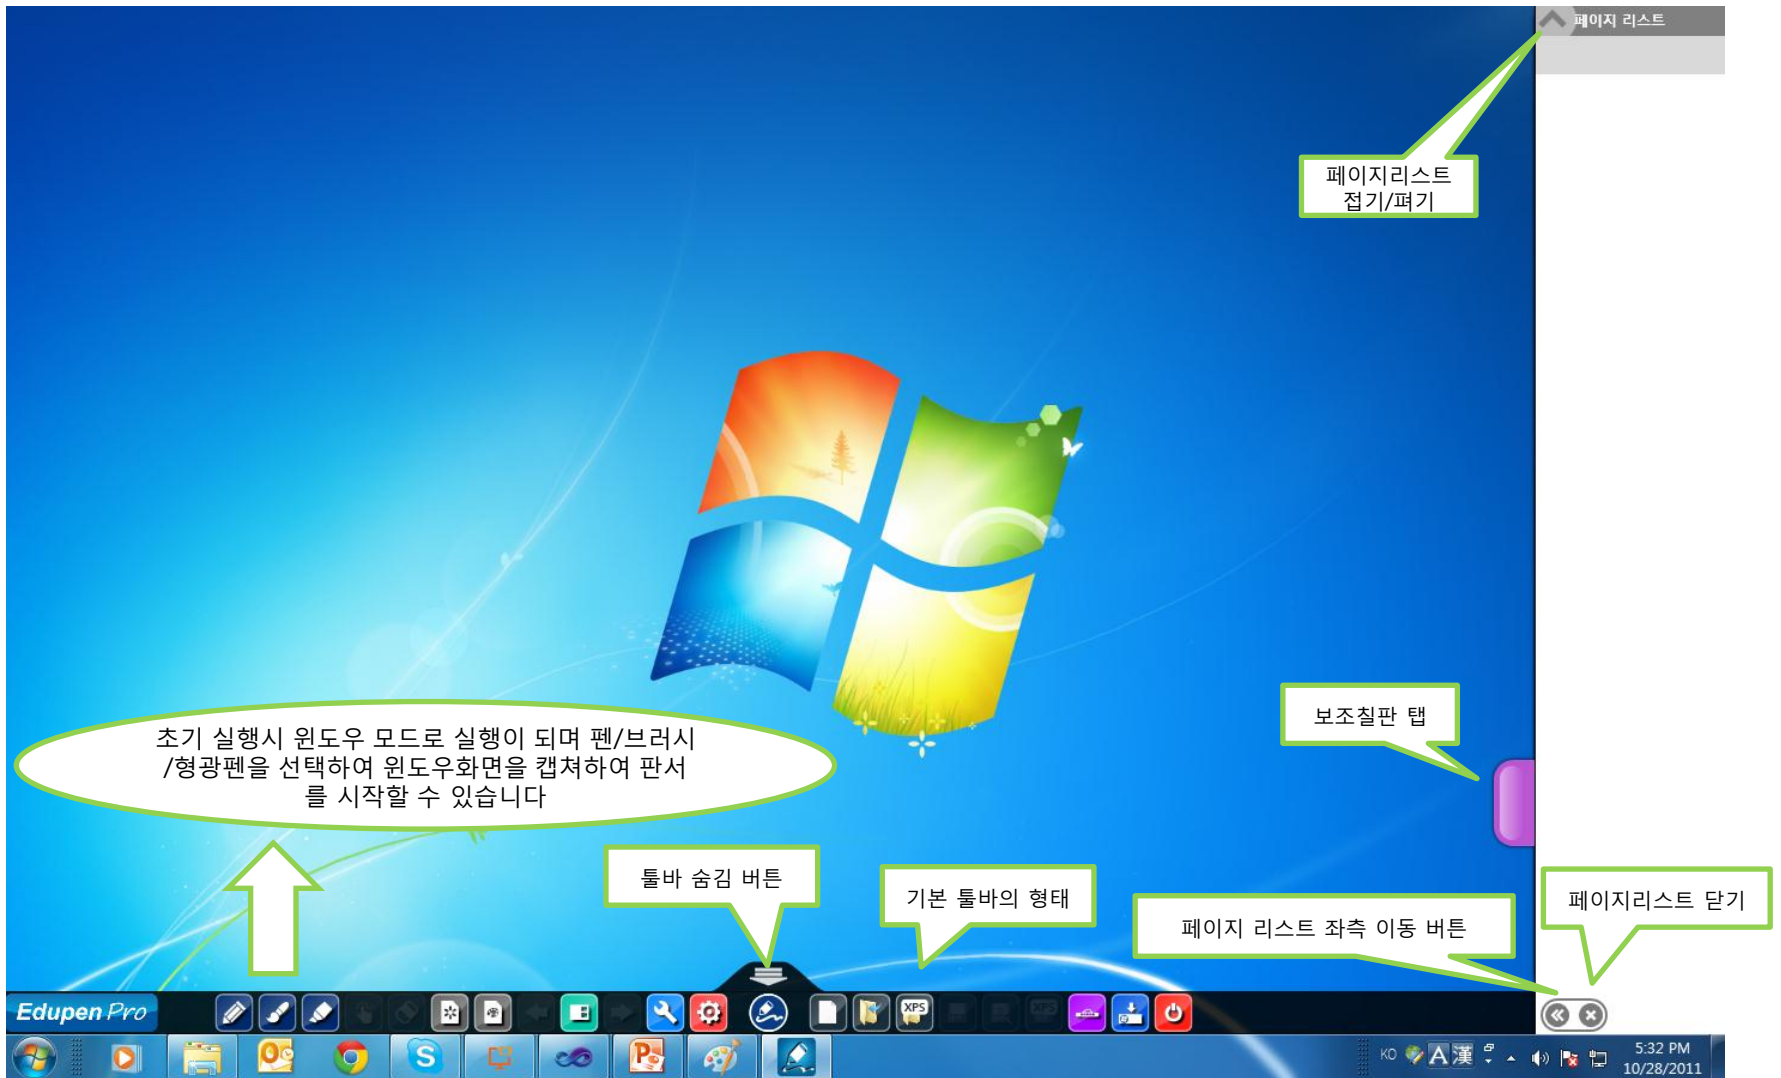 페이지 리스트
페이지리스트
접기/펴기
보조칠판 탭
초기 실행시 윈도우 모드로 실행이 되며 펜/브러시
/형광펜을 선택하여 윈도우화면을 캡쳐하여 판서
를 시작할 수 있습니다
툴바 숨김 버튼
기본 툴바의 형태
페이지 리스트 좌측 이동 버튼
페이지리스트 닫기
Edupen Pro
XPS
KO A 漢
5:32 PM
10/28/2011